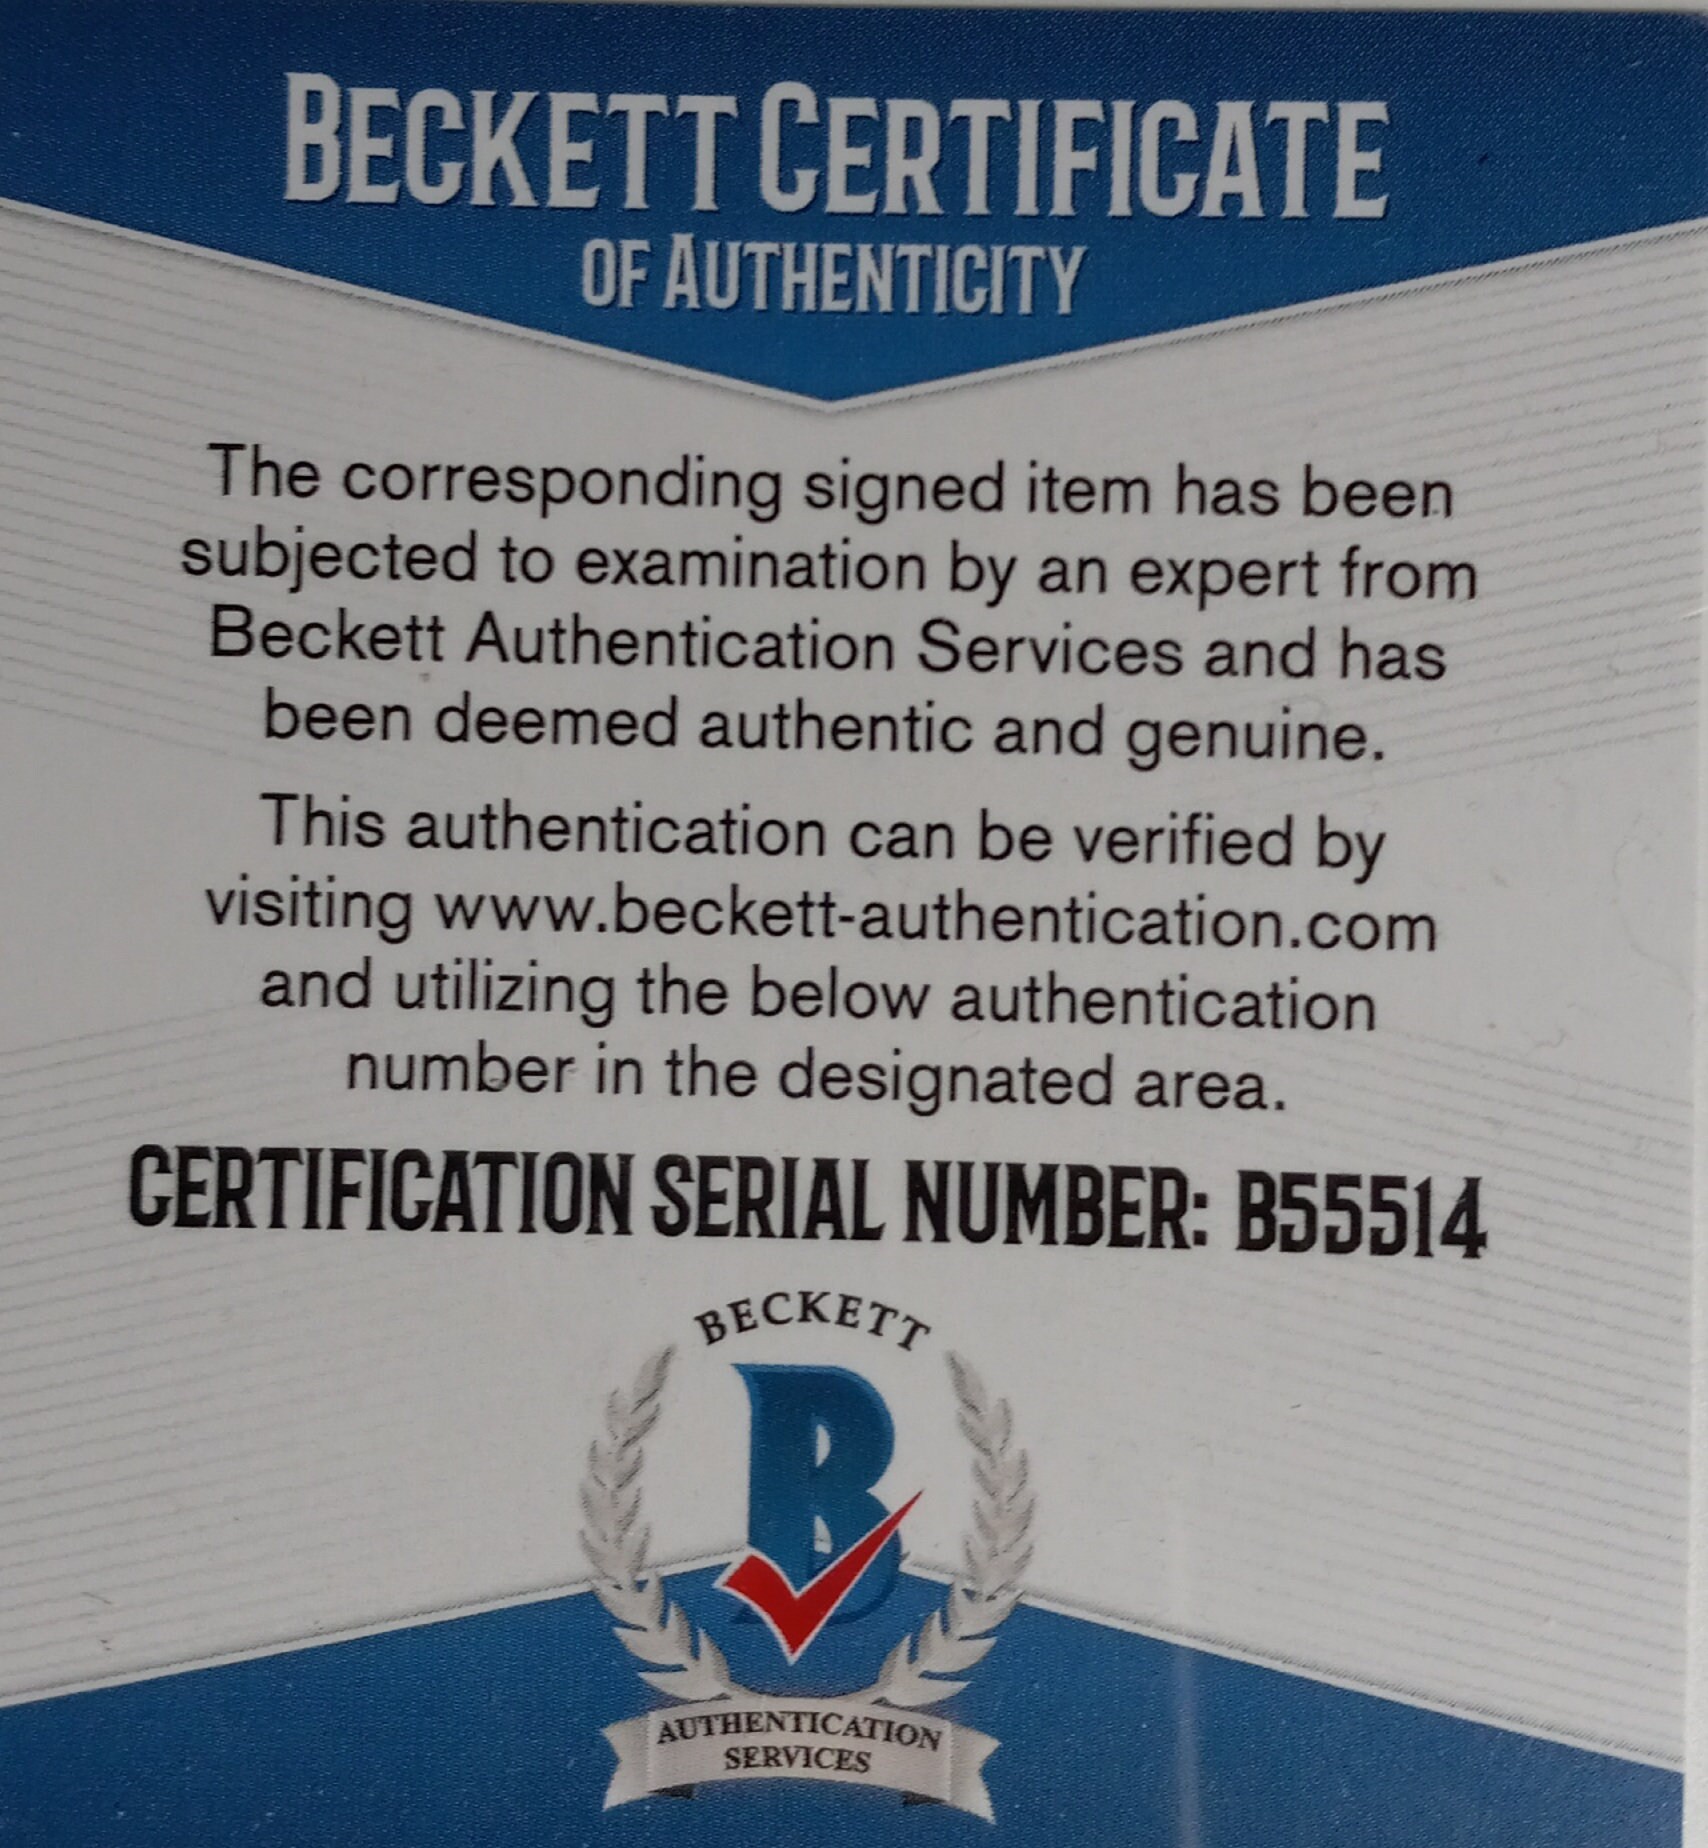 BECKETT CERTIFICATE
OF AUTHENTICITY
The corresponding signed item has been
subjected to examination by an expert from
Beckett Authentication Services and has
been deemed authentic and genuine.
This authentication can be verified by
visiting www.beckett-authentication.com
and utilizing the below authentication
number in the designated area.
CERTIFICATION SERIAL NUMBER: B55514
BECKETT
B
AUTHENTICATION
SERVICES